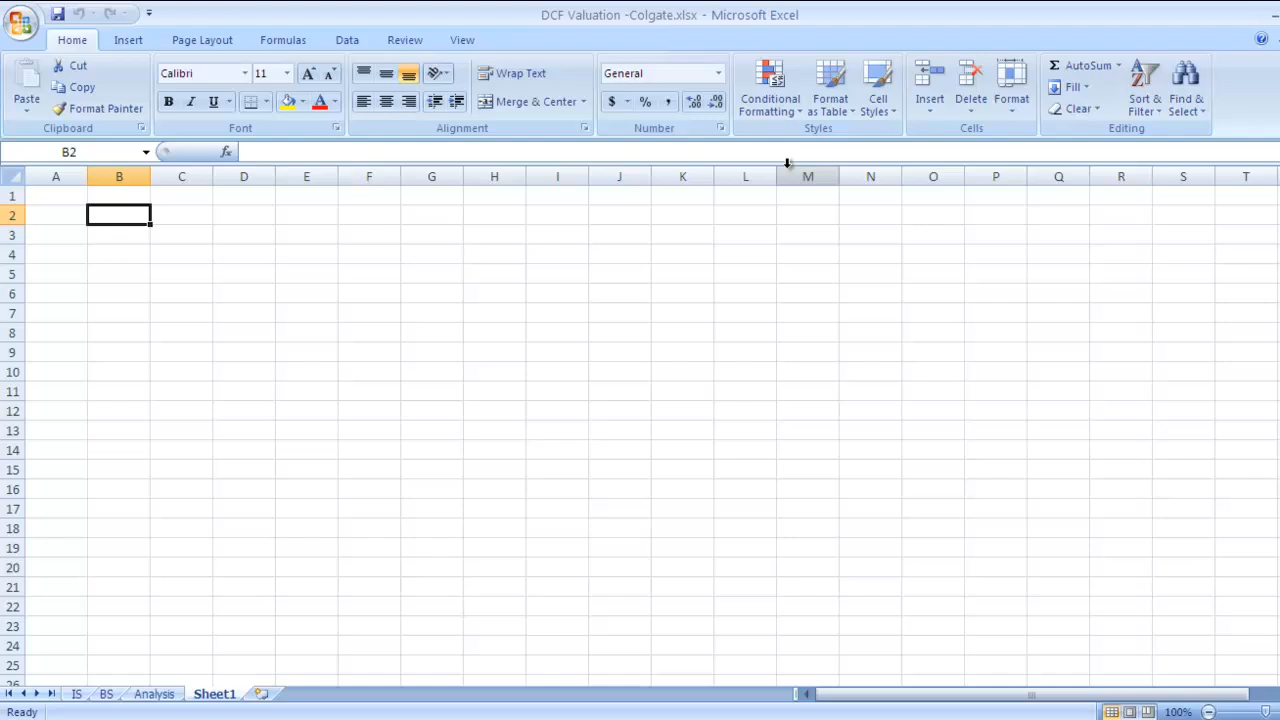 DCF Valuation -Colgate.xlsx - Microsoft Excel
Home Insert Page Layout Formulas Data Review View
Paste Cut Copy Format Painter
Calibri 11 A A
B I U A
Wrap Text
Merge & Center
General
$ % ,
Conditional Formatting Format as Table Cell Styles
Insert Delete Format
Σ AutoSum Fill Clear
Sort & Filter Find & Select
Clipboard Font Alignment Number Styles Cells Editing
B2 fx
A B C D E F G H I J K L M N O P Q R S T
1
2
3
4
5
6
7
8
9
10
11
12
13
14
15
16
17
18
19
20
21
22
23
24
25
IS BS Analysis Sheet1
Ready 100%